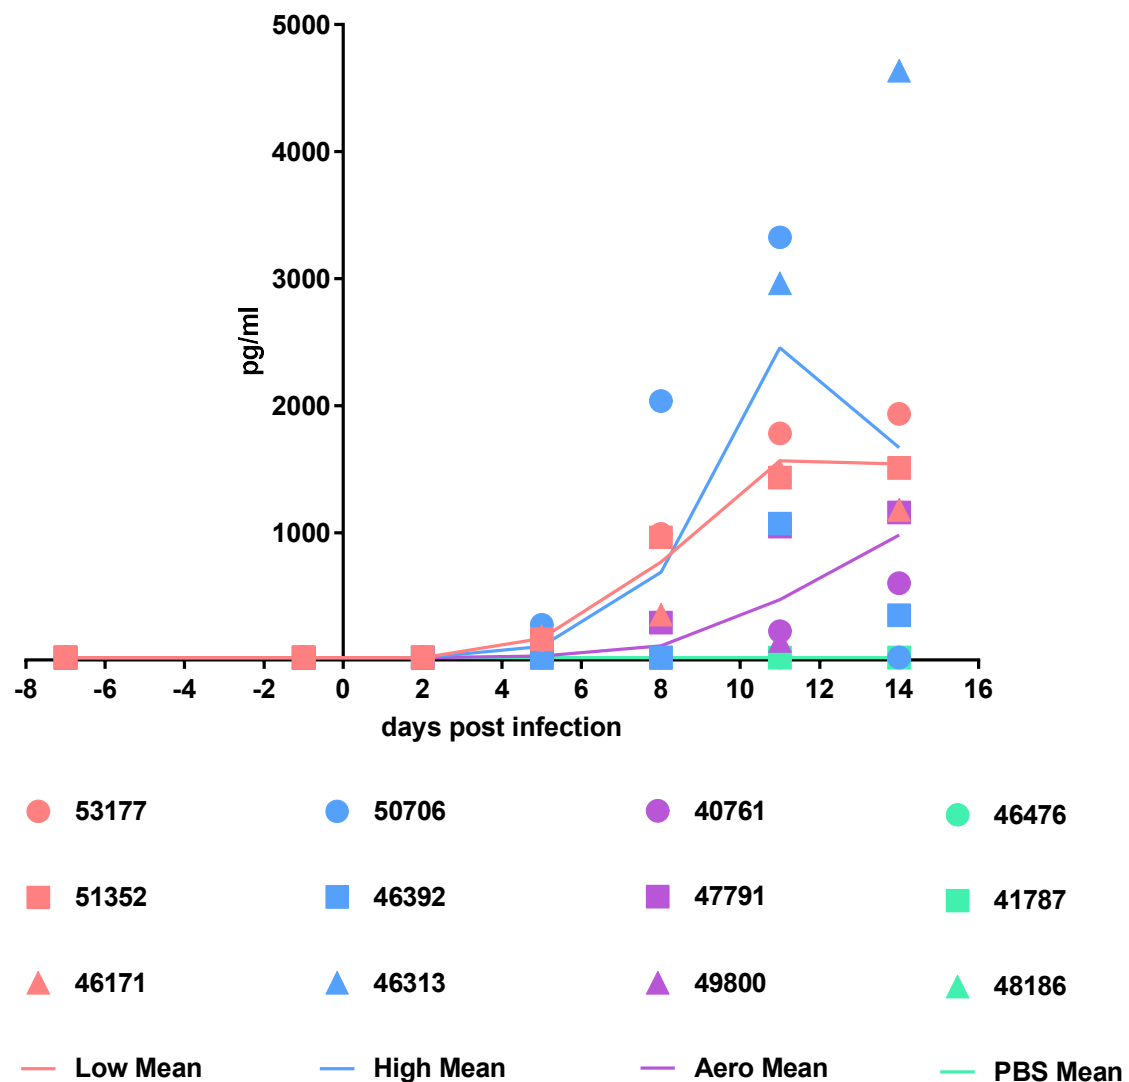 5000
4000
3000
2000
1000
pg/ml
-8 -6 -4 -2 0 2 4 6 8 10 12 14 16
days post infection
53177 50706 40761 46476
51352 46392 47791 41787
46171 46313 49800 48186
Low Mean High Mean Aero Mean PBS Mean